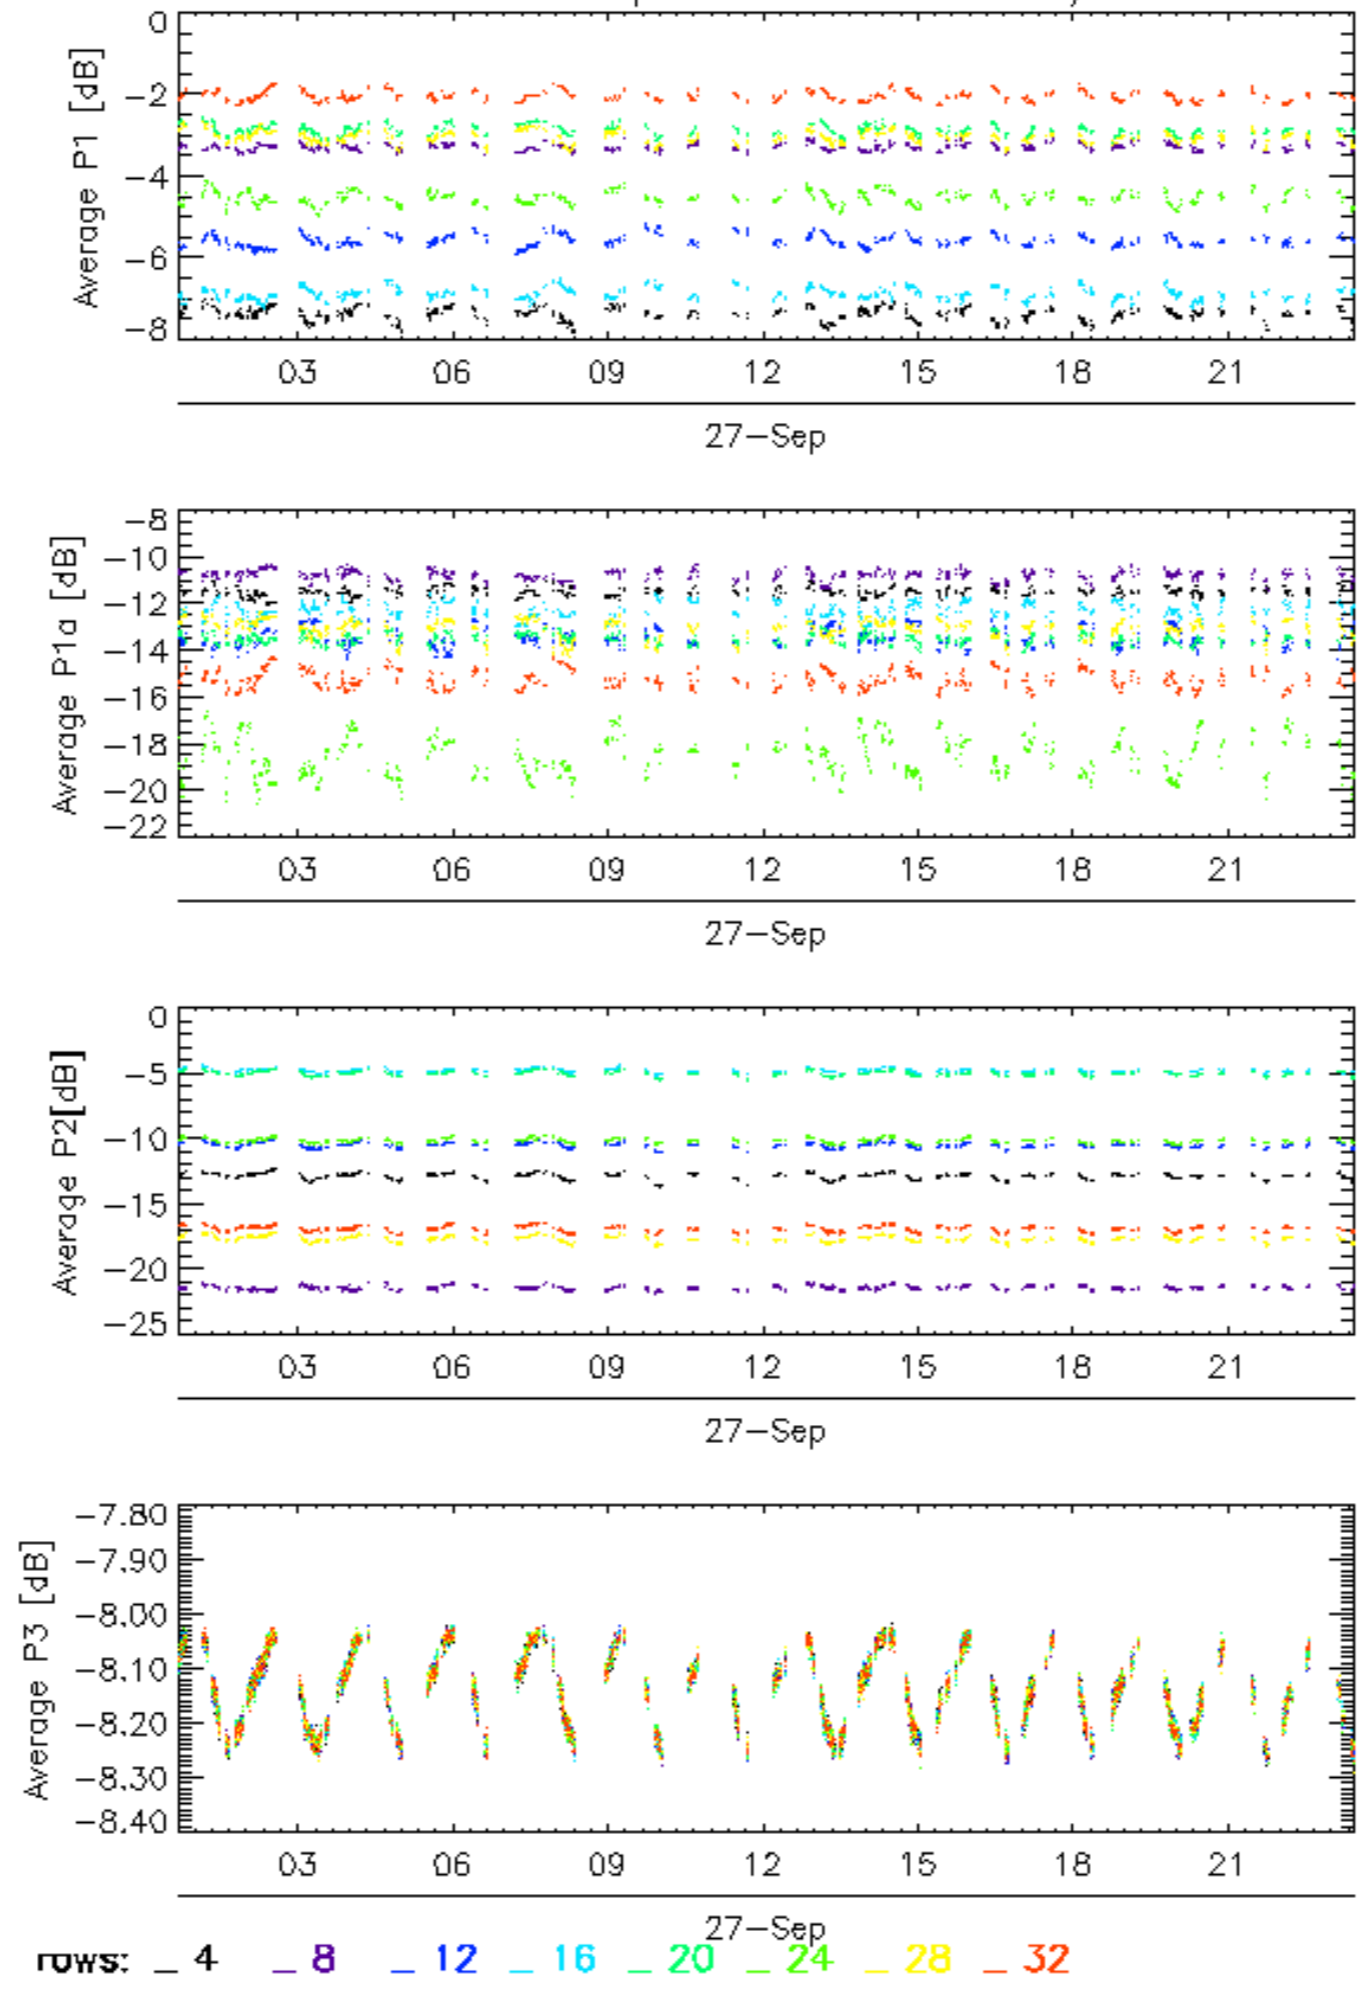 0
−2
−4
−6
−8
Average P1 [dB]
03 06 09 12 15 18 21
27−Sep
−8
−10
−12
−14
−16
−18
−20
−22
Average P1a [dB]
03 06 09 12 15 18 21
27−Sep
0
−5
−10
−15
−20
−25
Average P2[dB]
03 06 09 12 15 18 21
27−Sep
−7.80
−7.90
−8.00
−8.10
−8.20
−8.30
−8.40
Average P3 [dB]
03 06 09 12 15 18 21
27−Sep
rows: _ 4 _ 8 _ 12 _ 16 _ 20 _ 24 _ 28 _ 32